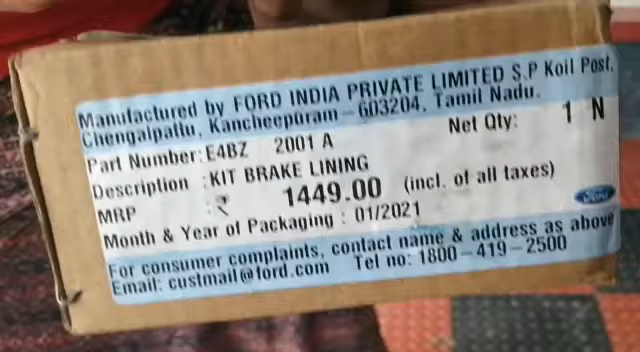 Manufactured by FORD INDIA PRIVATE LIMITED S.P Koil Post,
Chengalpattu, Kancheepuram - 603204, Tamil Nadu.
Part Number: E4BZ 2001 A Net Qty: 1 N
Description : KIT BRAKE LINING
MRP : ₹ 1449.00 (incl. of all taxes)
Month & Year of Packaging : 01/2021
Ford
For consumer complaints, contact name & address as above
Email: custmail@ford.com Tel no: 1800-419-2500